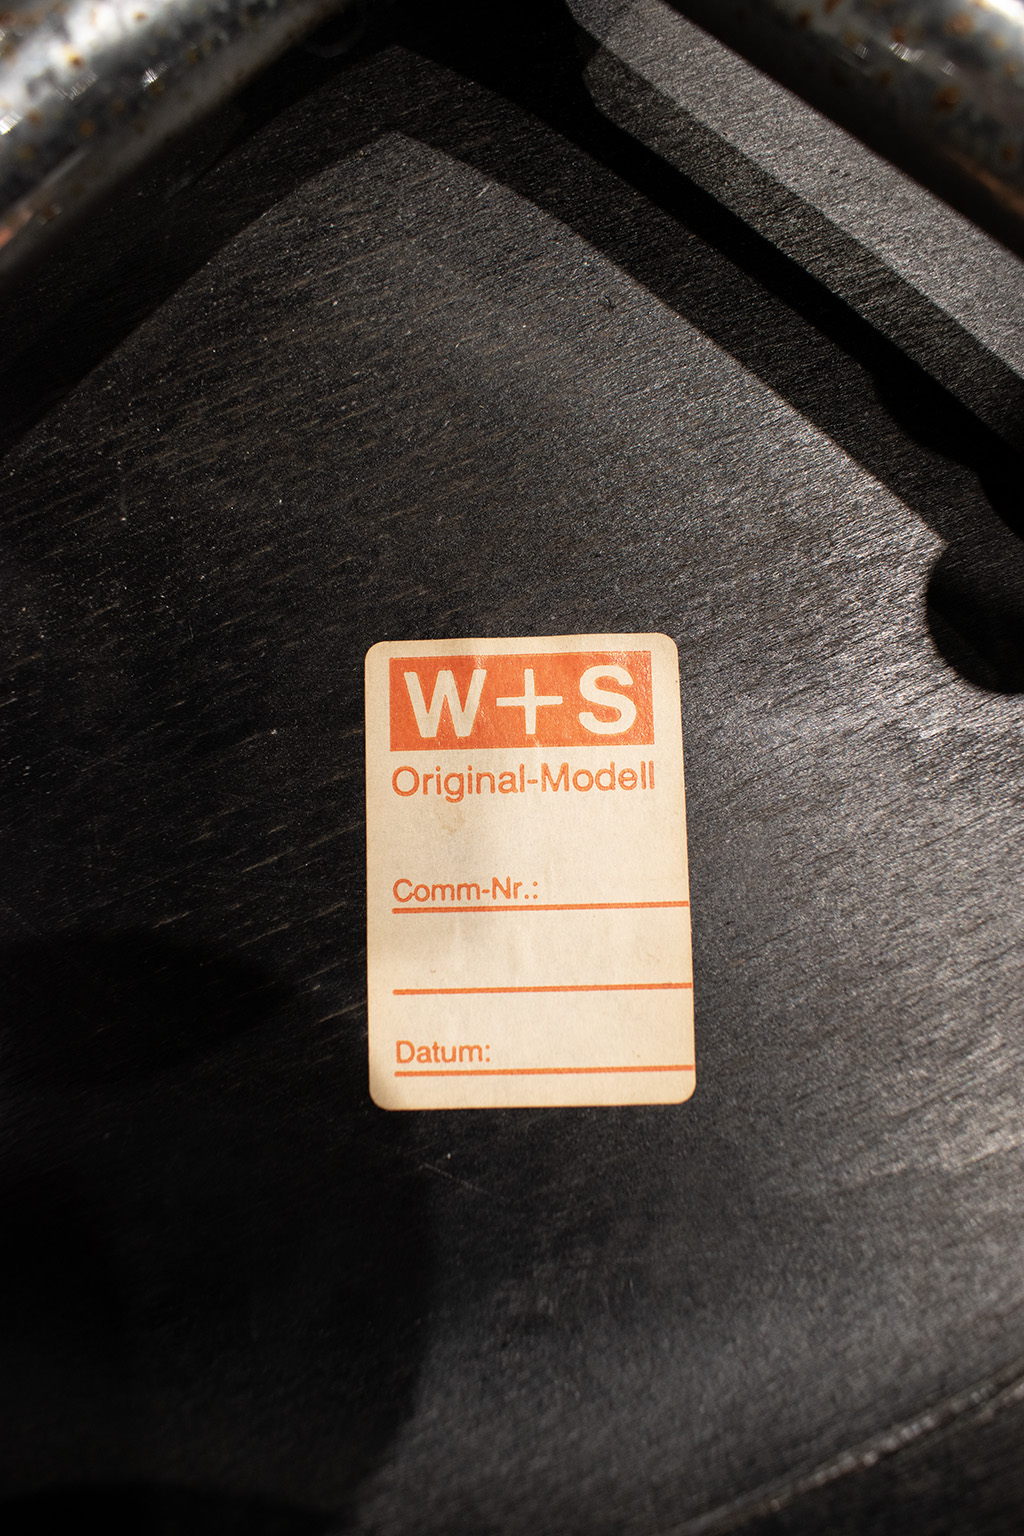 W+S
Original-Modell
Comm-Nr.:
Datum: